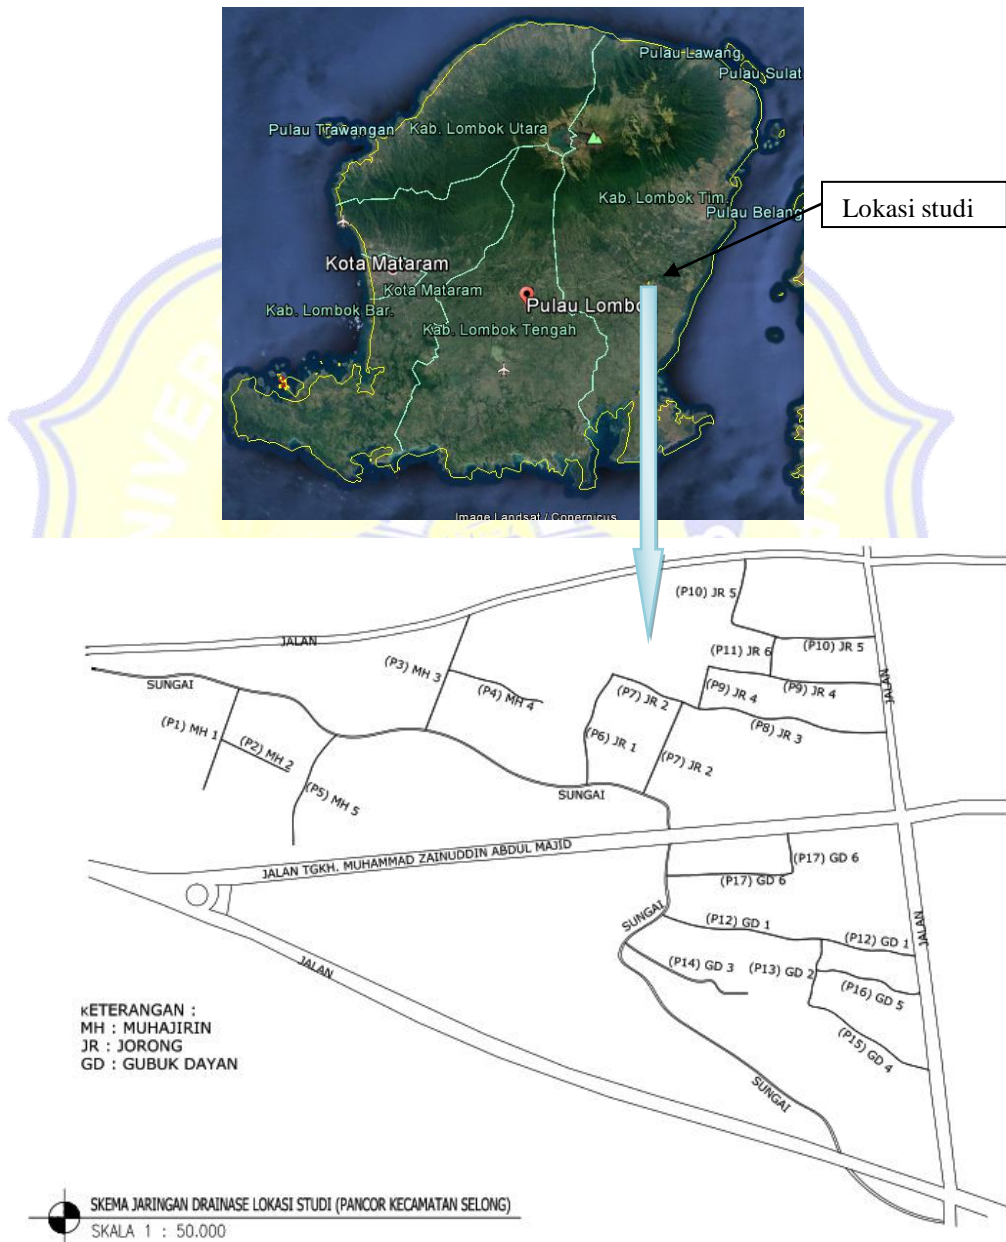 Pulau Lawang
Pulau Sulat
Pulau Trawangan
Kab. Lombok Utara
Kab. Lombok Tim.
Pulau Belang
Lokasi studi
Kota Mataram
Kota Mataram
Pulau Lombo
Kab. Lombok Bar.
Kab. Lombok Tengah
Image Landsat / Copernicus
(P10) JR 5
JALAN
(P11) JR 6
(P10) JR 5
(P3) MH 3
SUNGAI
(P4) MH 4
(P7) JR 2
(P9) JR 4
(P9) JR 4
JALAN
(P1) MH 1
(P2) MH 2
(P6) JR 1
(P8) JR 3
(P7) JR 2
(P5) MH 5
SUNGAI
JALAN TGKH. MUHAMMAD ZAINUDDIN ABDUL MAJID
(P17) GD 6
(P17) GD 6
SUNGAI
(P12) GD 1
(P12) GD 1
JALAN
JALAN
(P14) GD 3
(P13) GD 2
(P16) GD 5
(P15) GD 4
KETERANGAN :
MH : MUHAJIRIN
JR : JORONG
GD : GUBUK DAYAN
SUNGAI
SKEMA JARINGAN DRAINASE LOKASI STUDI (PANCOR KECAMATAN SELONG)
SKALA 1 : 50.000